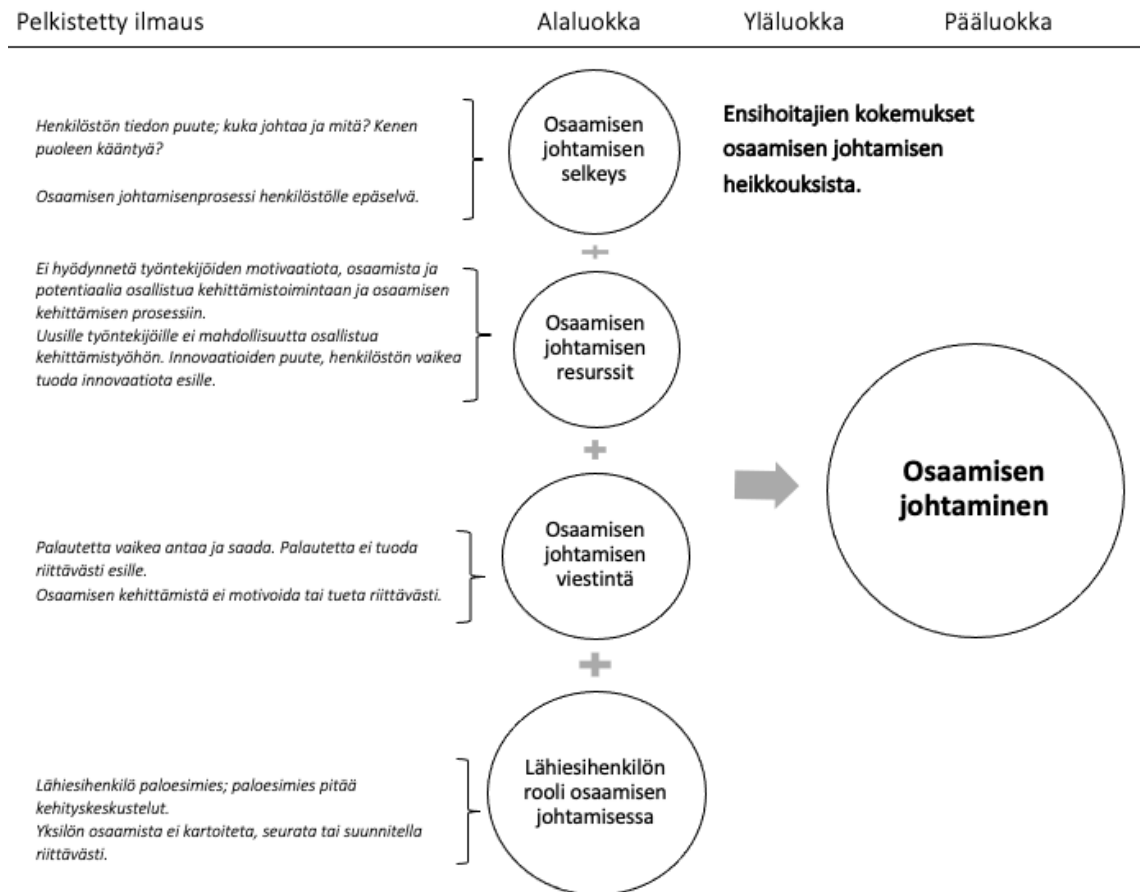 Pelkistetty ilmaus
Alaluokka
Yläluokka
Pääluokka
Henkilöstön tiedon puute; kuka johtaa ja mitä? Kenen
puoleen kääntyä?
Osaamisen johtamisenprosessi henkilöstölle epäselvä.
Osaamisen
johtamisen
selkeys
Ensihoitajien kokemukset
osaamisen johtamisen
heikkouksista.
Ei hyödynnetä työntekijöiden motivaatiota, osaamista ja
potentiaalia osallistua kehittämistoimintaan ja osaamisen
kehittämisen prosessiin.
Uusille työntekijöille ei mahdollisuutta osallistua
kehittämistyöhön. Innovaatioiden puute, henkilöstön vaikea
tuoda innovaatiota esille.
Osaamisen
johtamisen
resurssit
Palautetta vaikea antaa ja saada. Palautetta ei tuoda
riittävästi esille.
Osaamisen kehittämistä ei motivoida tai tueta riittävästi.
Osaamisen
johtamisen
viestintä
Osaamisen
johtaminen
Lähiesihenkilö paloesimies; paloesimies pitää
kehityskeskustelut.
Yksilön osaamista ei kartoiteta, seurata tai suunnitella
riittävästi.
Lähiesihenkilön
rooli osaamisen
johtamisessa